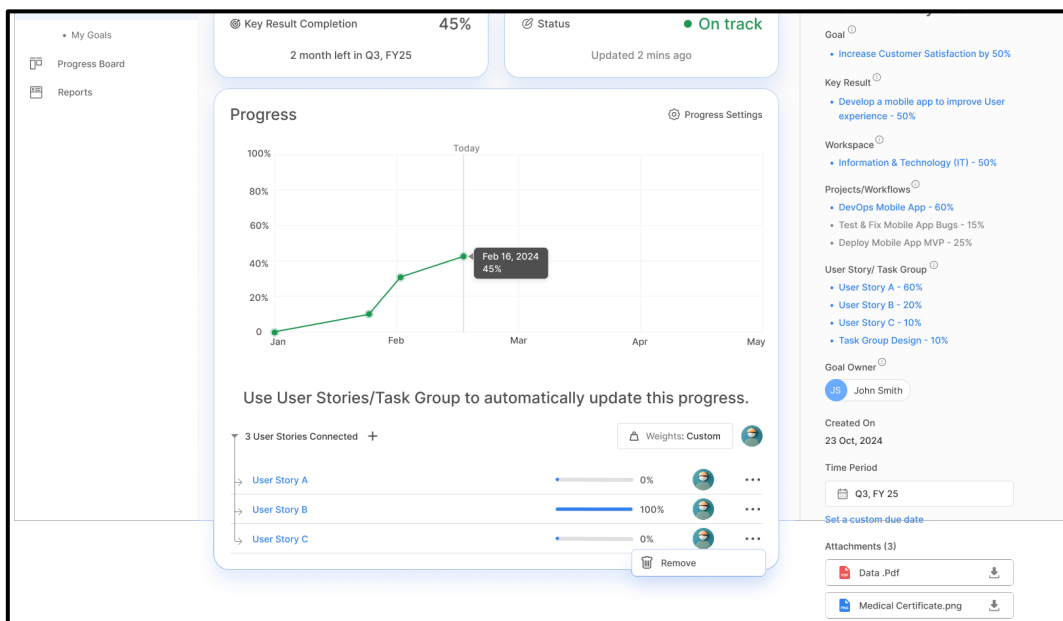 My Goals
Progress Board
Reports
Key Result Completion
45%
2 month left in Q3, FY25
Status
On track
Updated 2 mins ago
Progress
Progress Settings
Today
100%
80%
60%
40%
20%
0
Feb 16, 2024
45%
Jan
Feb
Mar
Apr
May
Use User Stories/Task Group to automatically update this progress.
3 User Stories Connected
Weights: Custom
User Story A
0%
User Story B
100%
User Story C
0%
Remove
Goal
Increase Customer Satisfaction by 50%
Key Result
Develop a mobile app to improve User
experience - 50%
Workspace
Information & Technology (IT) - 50%
Projects/Workflows
DevOps Mobile App - 60%
Test & Fix Mobile App Bugs - 15%
Deploy Mobile App MVP - 25%
User Story/ Task Group
User Story A - 60%
User Story B - 20%
User Story C - 10%
Task Group Design - 10%
Goal Owner
JS John Smith
Created On
23 Oct, 2024
Time Period
Q3, FY 25
Set a custom due date
Attachments (3)
Data .Pdf
Medical Certificate.png